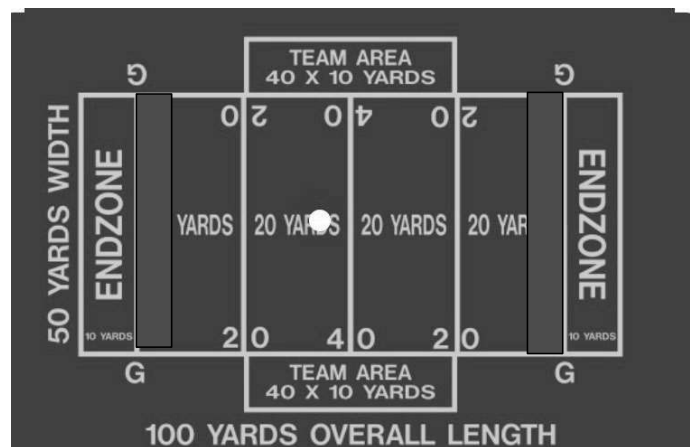 TEAM AREA
40 X 10 YARDS
G G
0 2 0 4 0 2
50 YARDS WIDTH
ENDZONE
YARDS 20 YARDS 20 YARDS 20 YAR
ENDZONE
10 YARDS 2 0 4 0 2 0 10 YARDS
G G
TEAM AREA
40 X 10 YARDS
100 YARDS OVERALL LENGTH